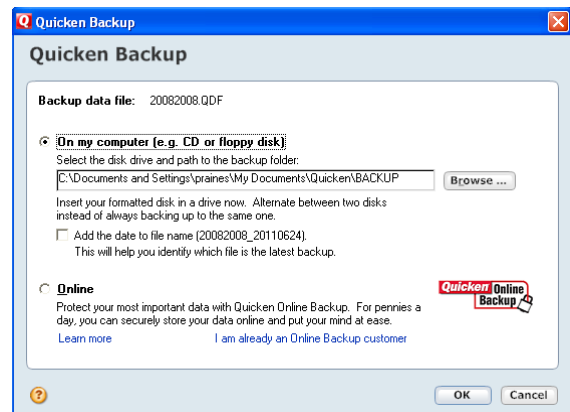 Q Quicken Backup
Quicken Backup
Backup data file: 20082008.QDF
On my computer (e.g. CD or floppy disk)
Select the disk drive and path to the backup folder:
C:\Documents and Settings\praines\My Documents\Quicken\BACKUP
Browse ...
Insert your formatted disk in a drive now. Alternate between two disks
instead of always backing up to the same one.
Add the date to file name (20082008_20110624).
This will help you identify which file is the latest backup.
Online
Protect your most important data with Quicken Online Backup. For pennies a
day, you can securely store your data online and put your mind at ease.
Learn more I am already an Online Backup customer
Quicken Online
Backup
?
OK Cancel